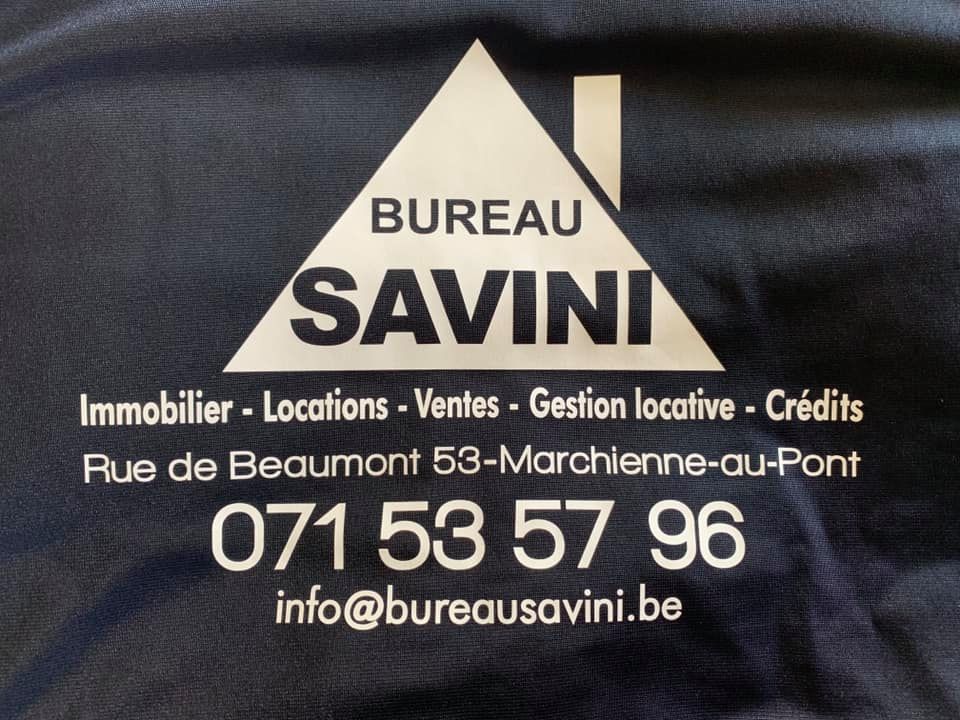 BUREAU
SAVINI
Immobilier - Locations - Ventes - Gestion locative - Crédits
Rue de Beaumont 53-Marchienne-au-Pont
071 53 57 96
info@bureausavini.be